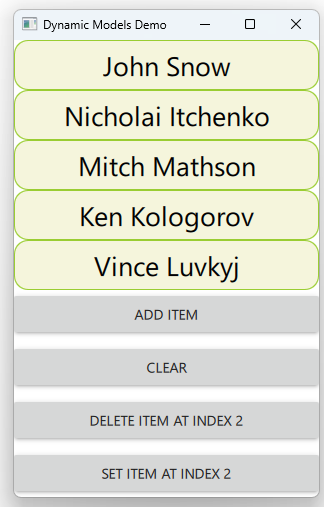 Dynamic Models Demo
John Snow
Nicholai Itchenko
Mitch Mathson
Ken Kologorov
Vince Luvkyj
ADD ITEM
CLEAR
DELETE ITEM AT INDEX 2
SET ITEM AT INDEX 2